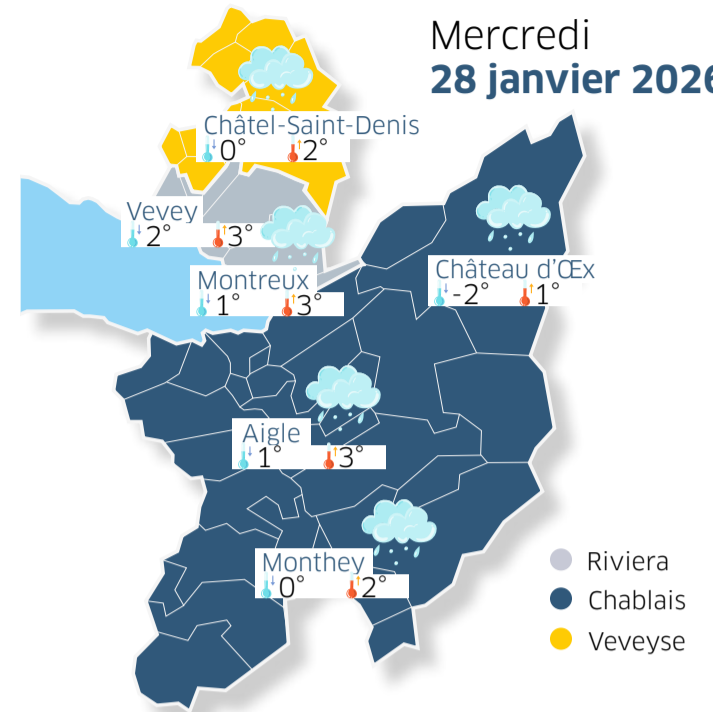 Mercredi
28 janvier 2026
Châtel-Saint-Denis
0° 2°
Vevey
2° 3°
Montreux
1° 3°
Château d'Œx
-2° 1°
Aigle
1° 3°
Monthey
0° 2°
Riviera
Chablais
Veveyse